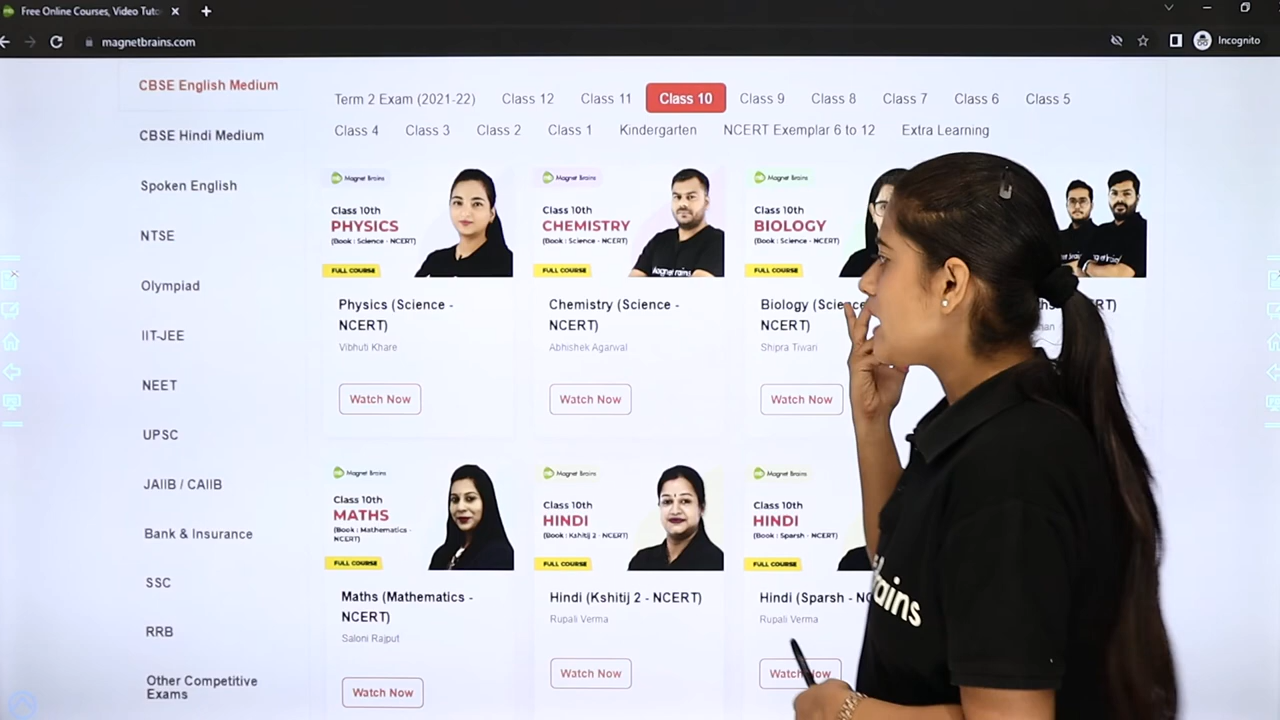 Free Online Courses, Video Tuto
magnetbrains.com
Incognito
CBSE English Medium
CBSE Hindi Medium
Spoken English
NTSE
Olympiad
IIT-JEE
NEET
UPSC
JAIIB / CAIIB
Bank & Insurance
SSC
RRB
Other Competitive
Exams
Term 2 Exam (2021-22) Class 12 Class 11 Class 10 Class 9 Class 8 Class 7 Class 6 Class 5
Class 4 Class 3 Class 2 Class 1 Kindergarten NCERT Exemplar 6 to 12 Extra Learning
Magnet Brains
Class 10th
PHYSICS
(Book : Science - NCERT)
FULL COURSE
Physics (Science -
NCERT)
Vibhuti Khare
Watch Now
Magnet Brains
Class 10th
CHEMISTRY
(Book : Science - NCERT)
FULL COURSE
Chemistry (Science -
NCERT)
Abhishek Agarwal
Watch Now
Magnet Brains
Class 10th
BIOLOGY
(Book : Science - NCERT)
FULL COURSE
Biology (Science
NCERT)
Shipra Tiwari
Watch Now
Magnet Brains
Class 10th
MATHS
(Book : Mathematics -
NCERT)
FULL COURSE
Maths (Mathematics -
NCERT)
Saloni Rajput
Watch Now
Magnet Brains
Class 10th
HINDI
(Book : Kshitij 2 - NCERT)
FULL COURSE
Hindi (Kshitij 2 - NCERT)
Rupali Verma
Watch Now
Magnet Brains
Class 10th
HINDI
(Book : Sparsh - NCERT)
FULL COURSE
Hindi (Sparsh - NC
Rupali Verma
Watch Now
rains